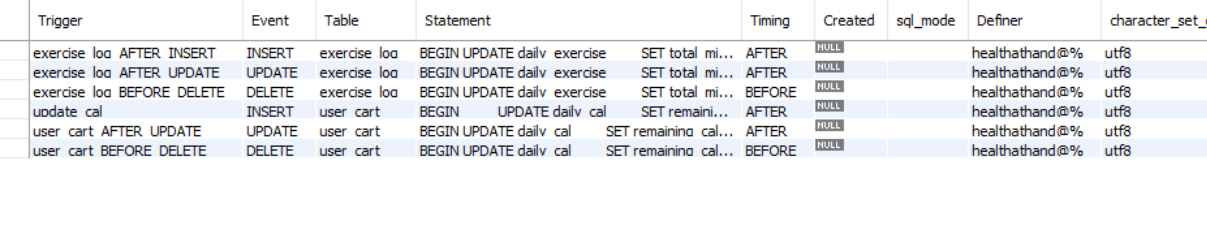 Trigger Event Table Statement Timing Created sql_mode Definer character_set_
exercise_log_AFTER_INSERT INSERT exercise_log BEGIN UPDATE daily_exercise SET total_mi... AFTER NULL healthathand@% utf8
exercise_log_AFTER_UPDATE UPDATE exercise_log BEGIN UPDATE daily_exercise SET total_mi... AFTER NULL healthathand@% utf8
exercise_log_BEFORE_DELETE DELETE exercise_log BEGIN UPDATE daily_exercise SET total_mi... BEFORE NULL healthathand@% utf8
update_cal INSERT user_cart BEGIN UPDATE daily_cal SET remaini... AFTER NULL healthathand@% utf8
user_cart_AFTER_UPDATE UPDATE user_cart BEGIN UPDATE daily_cal SET remaining_cal... AFTER NULL healthathand@% utf8
user_cart_BEFORE_DELETE DELETE user_cart BEGIN UPDATE daily_cal SET remaining_cal... BEFORE NULL healthathand@% utf8